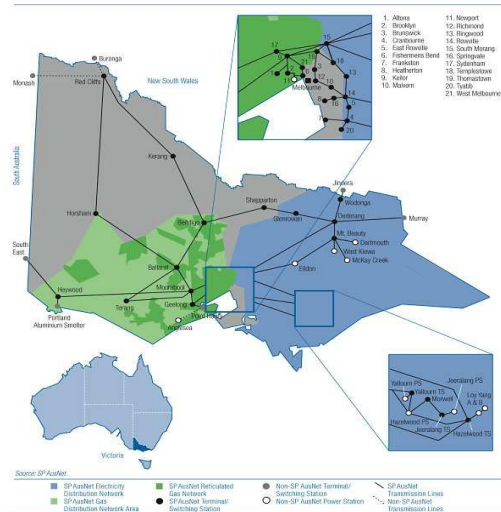 1. Altona
2. Brooklyn
3. Brunswick
4. Cranbourne
5. East Rowville
6. Fishermens Bend
7. Frankston
8. Heatherton
9. Keilor
10. Malvern
11. Newport
12. Richmond
13. Ringwood
14. Rowville
15. South Morang
16. Springvale
17. Sydenham
18. Templestowe
19. Thomastown
20. Tyabb
21. West Melbourne
Melbourne
Buronga
Monash
Red Cliffs
New South Wales
South Australia
Kerang
Horsham
Bendigo
Shepparton
Glenrowan
Jindera
Wodonga
Dederang
Murray
Mt. Beauty
Dartmouth
West Kiewa
McKay Creek
Eildon
South
East
Heywood
Portland
Aluminium Smelter
Terang
Ballarat
Moorabool
Geelong
Point Henry
Anglesea
Yallourn PS
Yallourn TS
Morwell
Jeeralang PS
Loy Yang
A & B
Hazelwood PS
Jeeralang TS
Hazelwood TS
Victoria
Source: SP AusNet.
SP AusNet Electricity
Distribution Network
SP AusNet Gas
Distribution Network Area
SP AusNet Reticulated
Gas Network
SP AusNet Terminal/
Switching Station
Non-SP AusNet Terminal/
Switching Station
Non-SP AusNet Power Station
SP AusNet
Transmission Lines
Non-SP AusNet
Transmission Lines